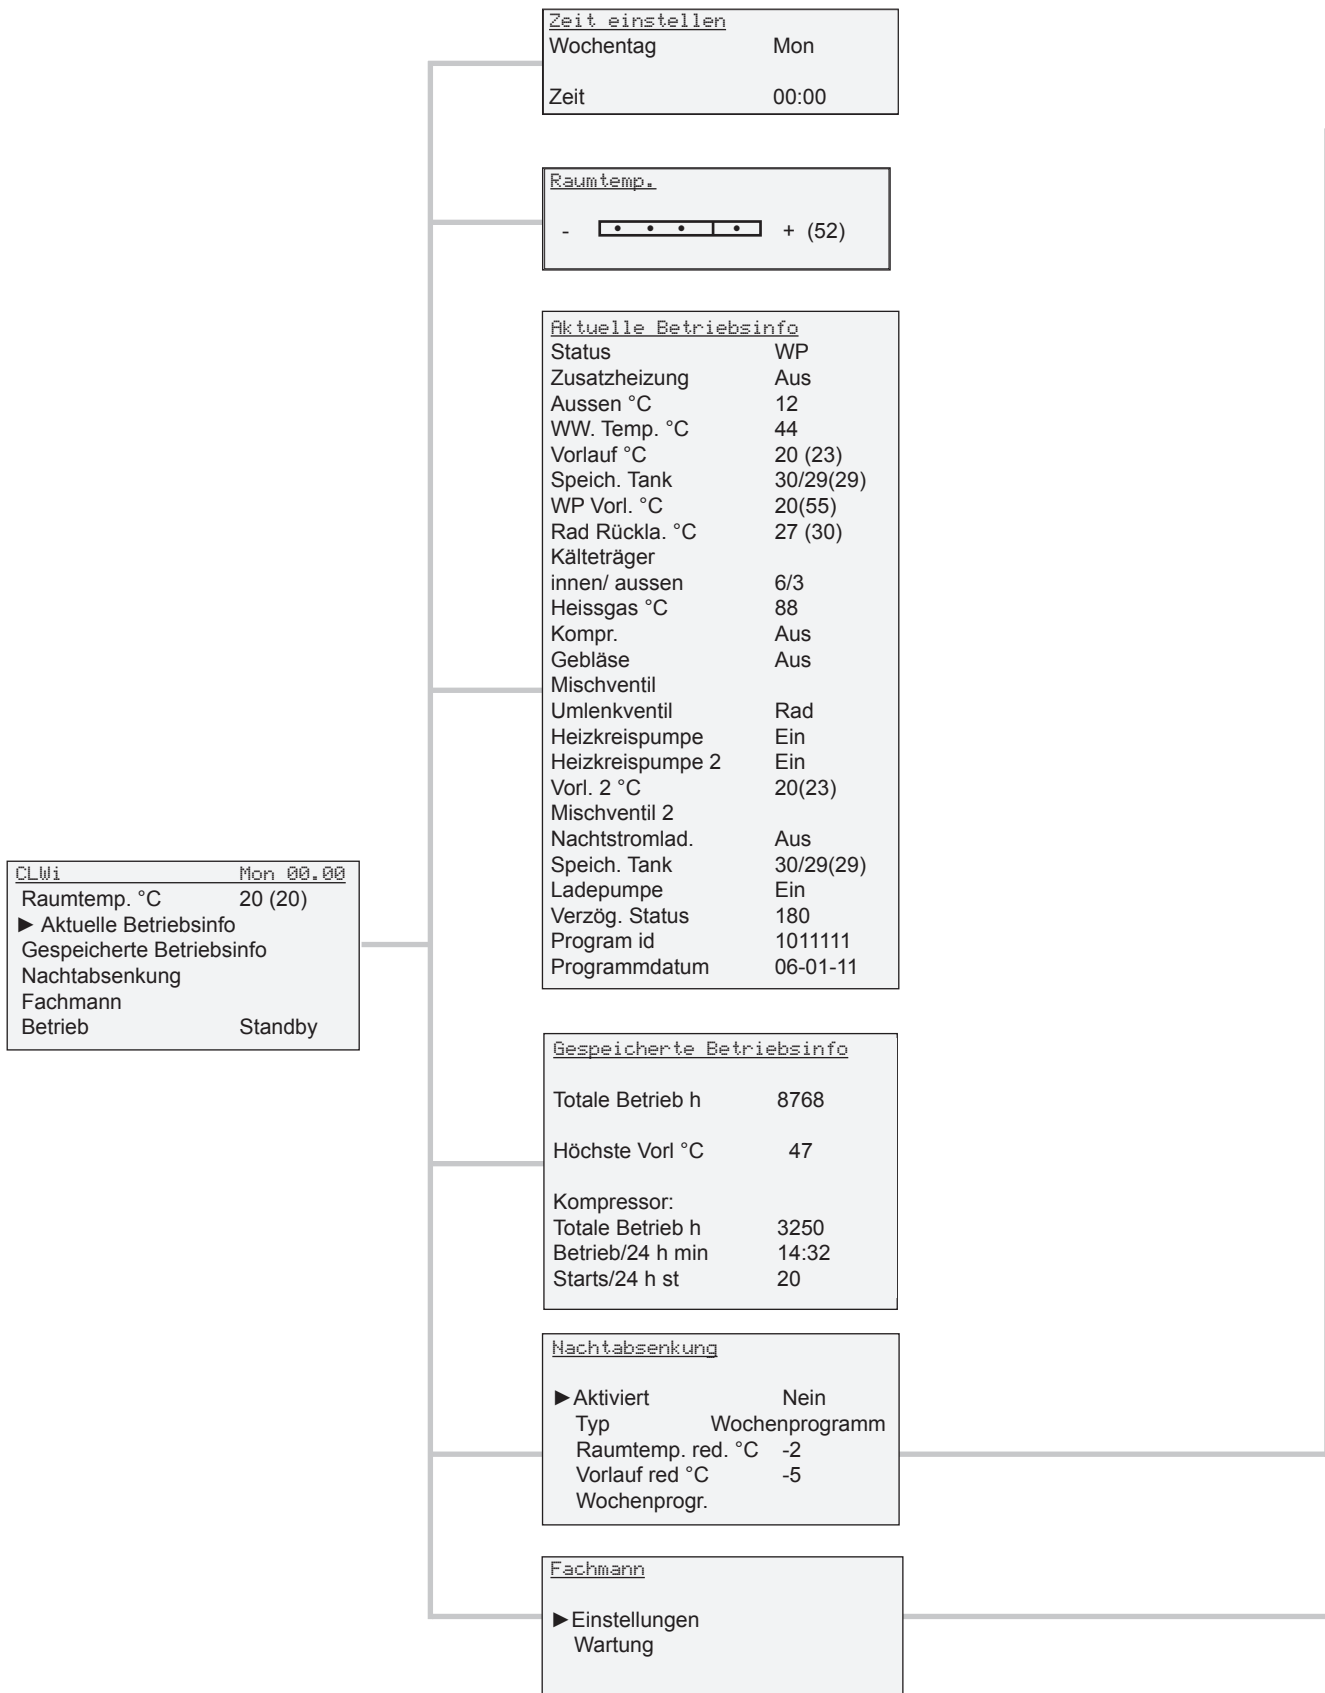 Zeit einstellen
Wochentag Mon
Zeit 00:00
Raumtemp.
- + (52)
Aktuelle Betriebsinfo
Status WP
Zusatzheizung Aus
Aussen °C 12
WW. Temp. °C 44
Vorlauf °C 20 (23)
Speich. Tank 30/29(29)
WP Vorl. °C 20(55)
Rad Rückla. °C 27 (30)
Kälteträger
innen/ aussen 6/3
Heissgas °C 88
Kompr. Aus
Gebläse Aus
Mischventil
Umlenkventil Rad
Heizkreispumpe Ein
Heizkreispumpe 2 Ein
Vorl. 2 °C 20(23)
Mischventil 2
Nachtstromlad. Aus
Speich. Tank 30/29(29)
Ladepumpe Ein
Verzög. Status 180
Program id 1011111
Programmdatum 06-01-11
CLWi Mon 00.00
Raumtemp. °C 20 (20)
► Aktuelle Betriebsinfo
Gespeicherte Betriebsinfo
Nachtabsenkung
Fachmann
Betrieb Standby
Gespeicherte Betriebsinfo
Totale Betrieb h 8768
Höchste Vorl °C 47
Kompressor:
Totale Betrieb h 3250
Betrieb/24 h min 14:32
Starts/24 h st 20
Nachtabsenkung
►Aktiviert Nein
Typ Wochenprogramm
Raumtemp. red. °C -2
Vorlauf red °C -5
Wochenprogr.
Fachmann
►Einstellungen
Wartung